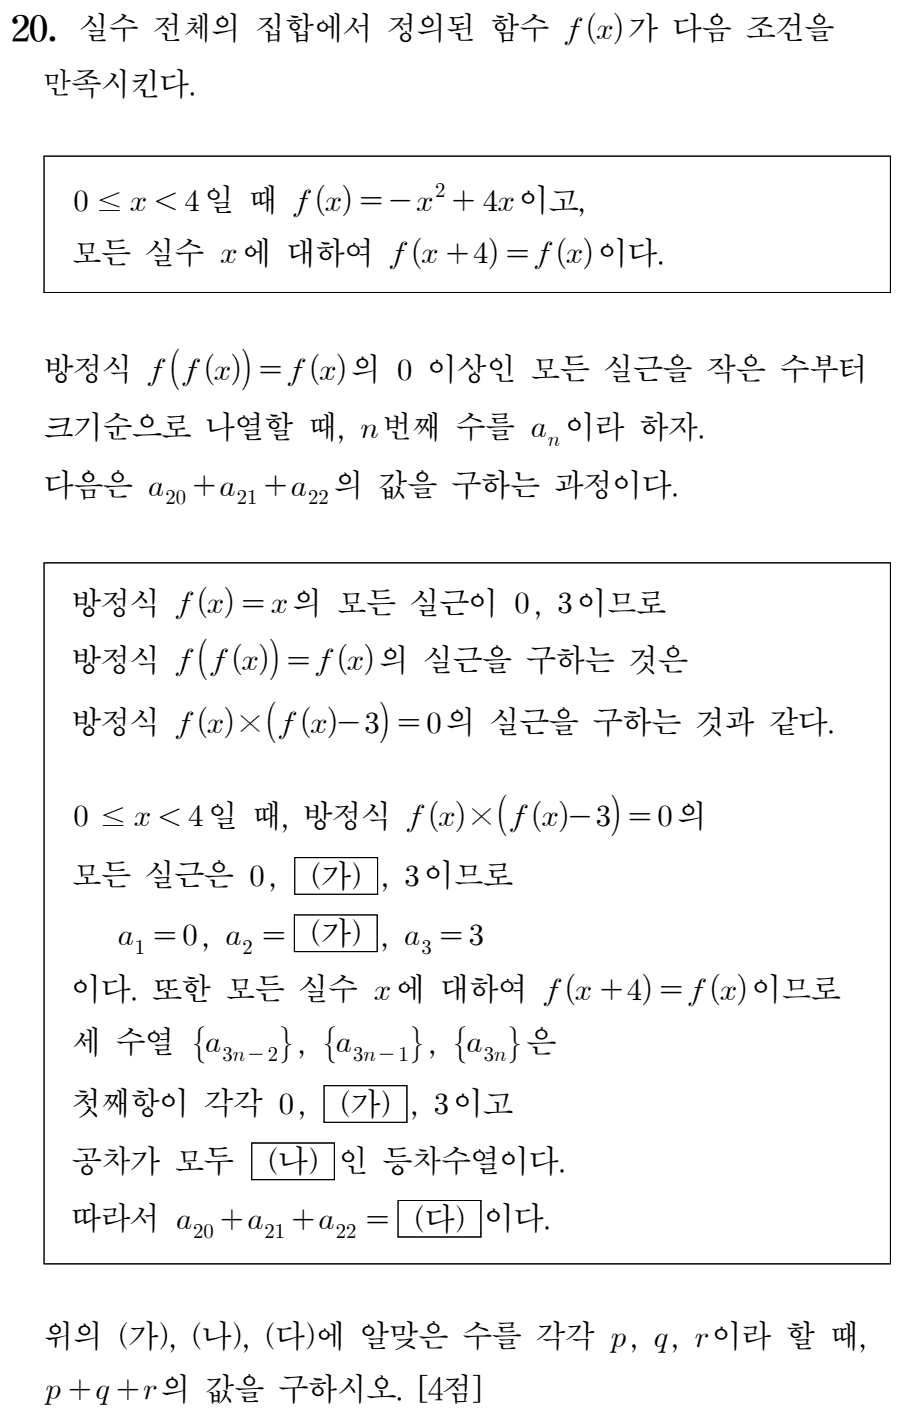 20. 실수 전체의 집합에서 정의된 함수 f(x)가 다음 조건을
만족시킨다.
0≤x<4일 때 f(x)=-x²+4x이고,
모든 실수 x에 대하여 f(x+4)=f(x)이다.
방정식 f(f(x))=f(x)의 0 이상인 모든 실근을 작은 수부터
크기순으로 나열할 때, n번째 수를 aₙ이라 하자.
다음은 a₂₀+a₂₁+a₂₂의 값을 구하는 과정이다.
방정식 f(x)=x의 모든 실근이 0, 3이므로
방정식 f(f(x))=f(x)의 실근을 구하는 것은
방정식 f(x)×(f(x)-3)=0의 실근을 구하는 것과 같다.
0≤x<4일 때, 방정식 f(x)×(f(x)-3)=0의
모든 실근은 0, (가), 3이므로
a₁=0, a₂=(가), a₃=3
이다. 또한 모든 실수 x에 대하여 f(x+4)=f(x)이므로
세 수열 {a₃ₙ₋₂}, {a₃ₙ₋₁}, {a₃ₙ}은
첫째항이 각각 0, (가), 3이고
공차가 모두 (나)인 등차수열이다.
따라서 a₂₀+a₂₁+a₂₂=(다)이다.
위의 (가), (나), (다)에 알맞은 수를 각각 p, q, r이라 할 때,
p+q+r의 값을 구하시오. [4점]